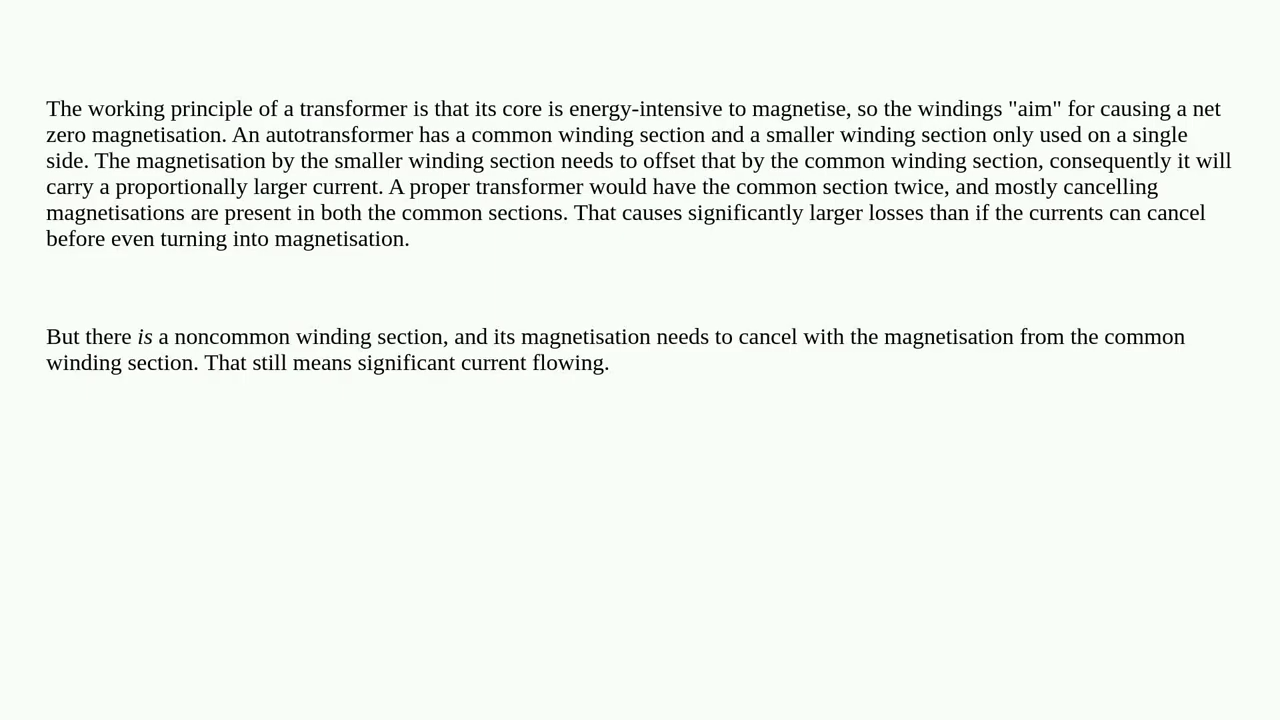 The working principle of a transformer is that its core is energy-intensive to magnetise, so the windings "aim" for causing a net
zero magnetisation. An autotransformer has a common winding section and a smaller winding section only used on a single
side. The magnetisation by the smaller winding section needs to offset that by the common winding section, consequently it will
carry a proportionally larger current. A proper transformer would have the common section twice, and mostly cancelling
magnetisations are present in both the common sections. That causes significantly larger losses than if the currents can cancel
before even turning into magnetisation.
But there is a noncommon winding section, and its magnetisation needs to cancel with the magnetisation from the common
winding section. That still means significant current flowing.